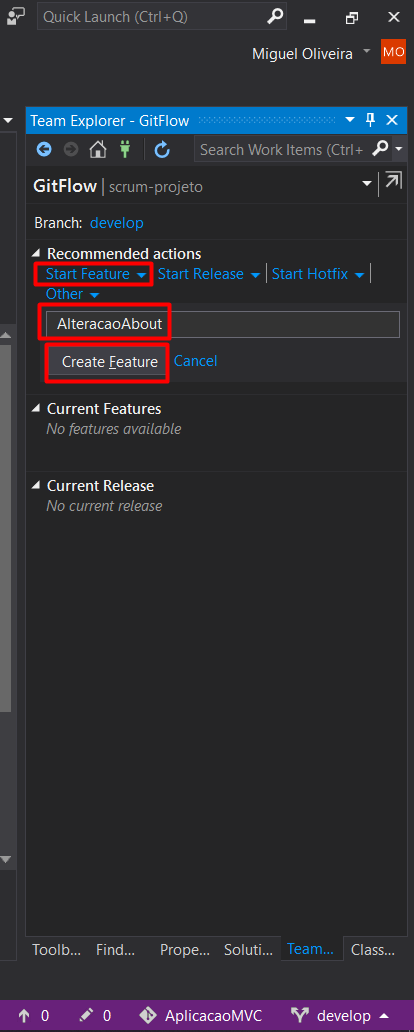 Quick Launch (Ctrl+Q)
Miguel Oliveira MO
Team Explorer - GitFlow
Search Work Items (Ctrl+
GitFlow | scrum-projeto
Branch: develop
Recommended actions
Start Feature Start Release Start Hotfix
Other
AlteracaoAbout
Create Feature Cancel
Current Features
No features available
Current Release
No current release
Toolb... Find... Prope... Soluti... Team... Class...
0 0 AplicacaoMVC develop